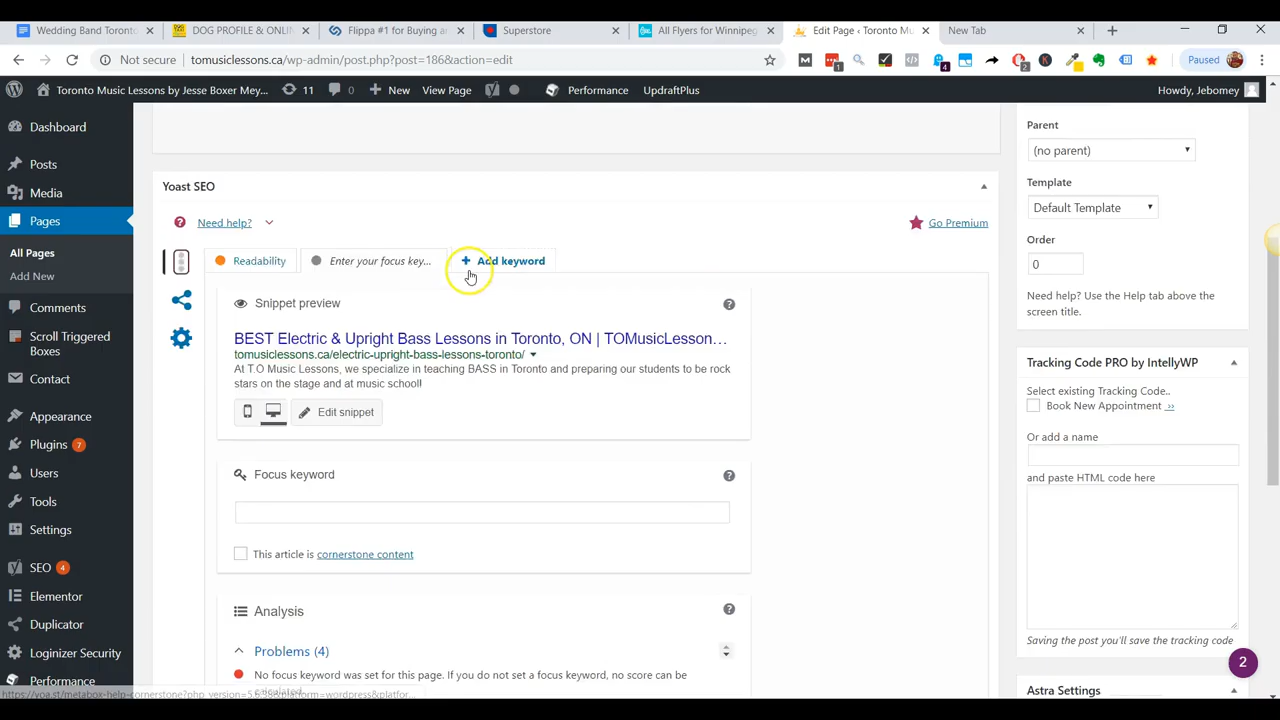 Wedding Band Toronto
DOG PROFILE & ONLIN
Flippa #1 for Buying an
Superstore
All Flyers for Winnipeg
Edit Page ‹ Toronto Mu
New Tab
Not secure
tomusiclessons.ca/wp-admin/post.php?post=186&action=edit
Paused
Toronto Music Lessons by Jesse Boxer Mey...
11
New
View Page
Performance
UpdraftPlus
Howdy, Jebomey
Dashboard
Posts
Media
Pages
All Pages
Add New
Comments
Scroll Triggered
Boxes
Contact
Appearance
Plugins 7
Users
Tools
Settings
SEO 4
Elementor
Duplicator
Loginizer Security
Performance
Yoast SEO
Need help?
Go Premium
Readability
Enter your focus key...
+ Add keyword
Snippet preview
BEST Electric & Upright Bass Lessons in Toronto, ON | TOMusicLesson...
tomusiclessons.ca/electric-upright-bass-lessons-toronto/
At T.O Music Lessons, we specialize in teaching BASS in Toronto and preparing our students to be rock
stars on the stage and at music school!
Edit snippet
Focus keyword
This article is cornerstone content
Analysis
Problems (4)
No focus keyword was set for this page. If you do not set a focus keyword, no score can be
Parent
(no parent)
Template
Default Template
Order
0
Need help? Use the Help tab above the
screen title.
Tracking Code PRO by IntellyWP
Select existing Tracking Code..
Book New Appointment »
Or add a name
and paste HTML code here
Saving the post you'll save the tracking code
2
Astra Settings